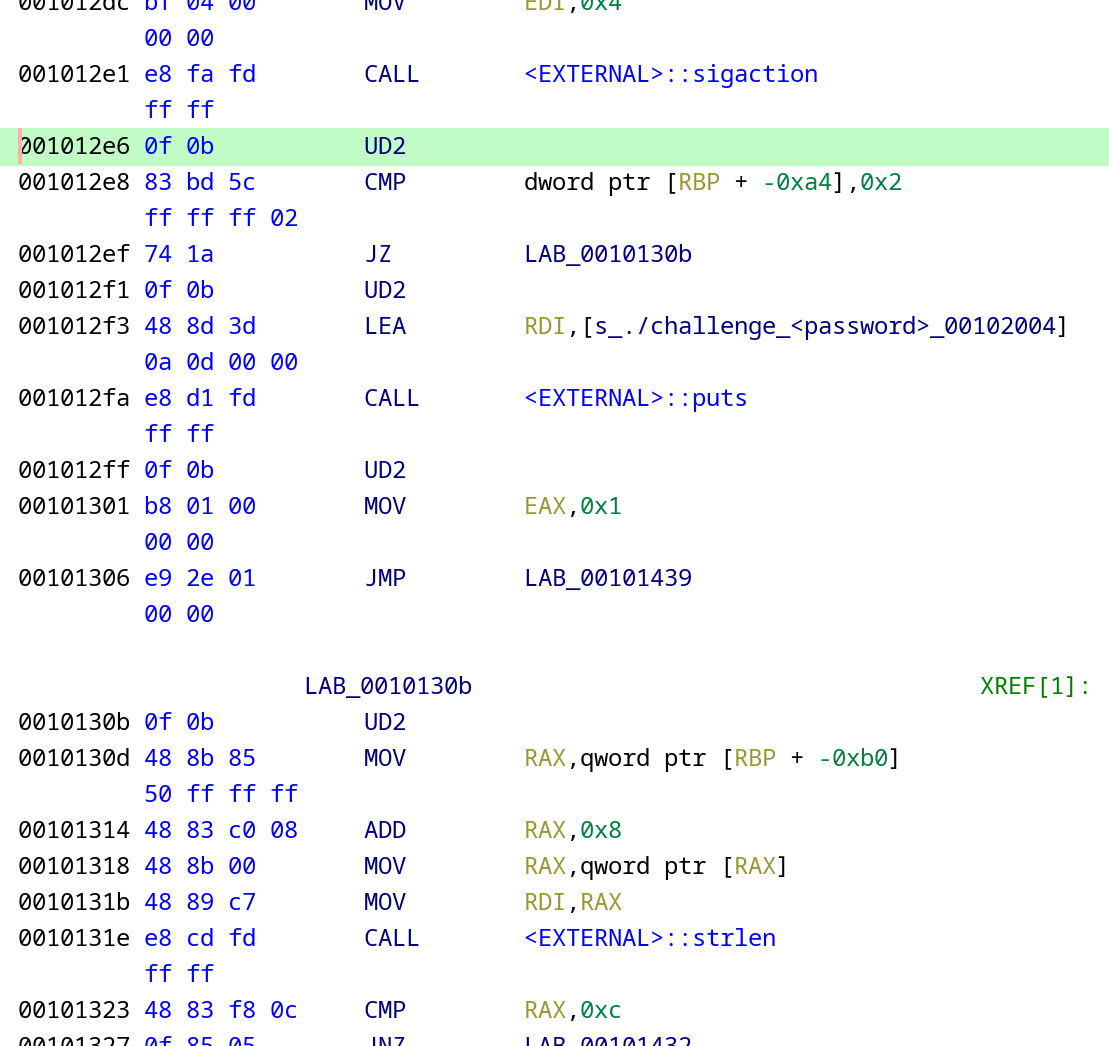 001012dc bf 04 00 MOV EDI,0x4
00 00
001012e1 e8 fa fd CALL <EXTERNAL>::sigaction
ff ff
001012e6 0f 0b UD2
001012e8 83 bd 5c CMP dword ptr [RBP + -0xa4],0x2
ff ff ff 02
001012ef 74 1a JZ LAB_0010130b
001012f1 0f 0b UD2
001012f3 48 8d 3d LEA RDI,[s_./challenge_<password>_00102004]
0a 0d 00 00
001012fa e8 d1 fd CALL <EXTERNAL>::puts
ff ff
001012ff 0f 0b UD2
00101301 b8 01 00 MOV EAX,0x1
00 00
00101306 e9 2e 01 JMP LAB_00101439
00 00
LAB_0010130b XREF[1]:
0010130b 0f 0b UD2
0010130d 48 8b 85 MOV RAX,qword ptr [RBP + -0xb0]
50 ff ff ff
00101314 48 83 c0 08 ADD RAX,0x8
00101318 48 8b 00 MOV RAX,qword ptr [RAX]
0010131b 48 89 c7 MOV RDI,RAX
0010131e e8 cd fd CALL <EXTERNAL>::strlen
ff ff
00101323 48 83 f8 0c CMP RAX,0xc
00101327 0f 85 05 JNZ LAB_00101432